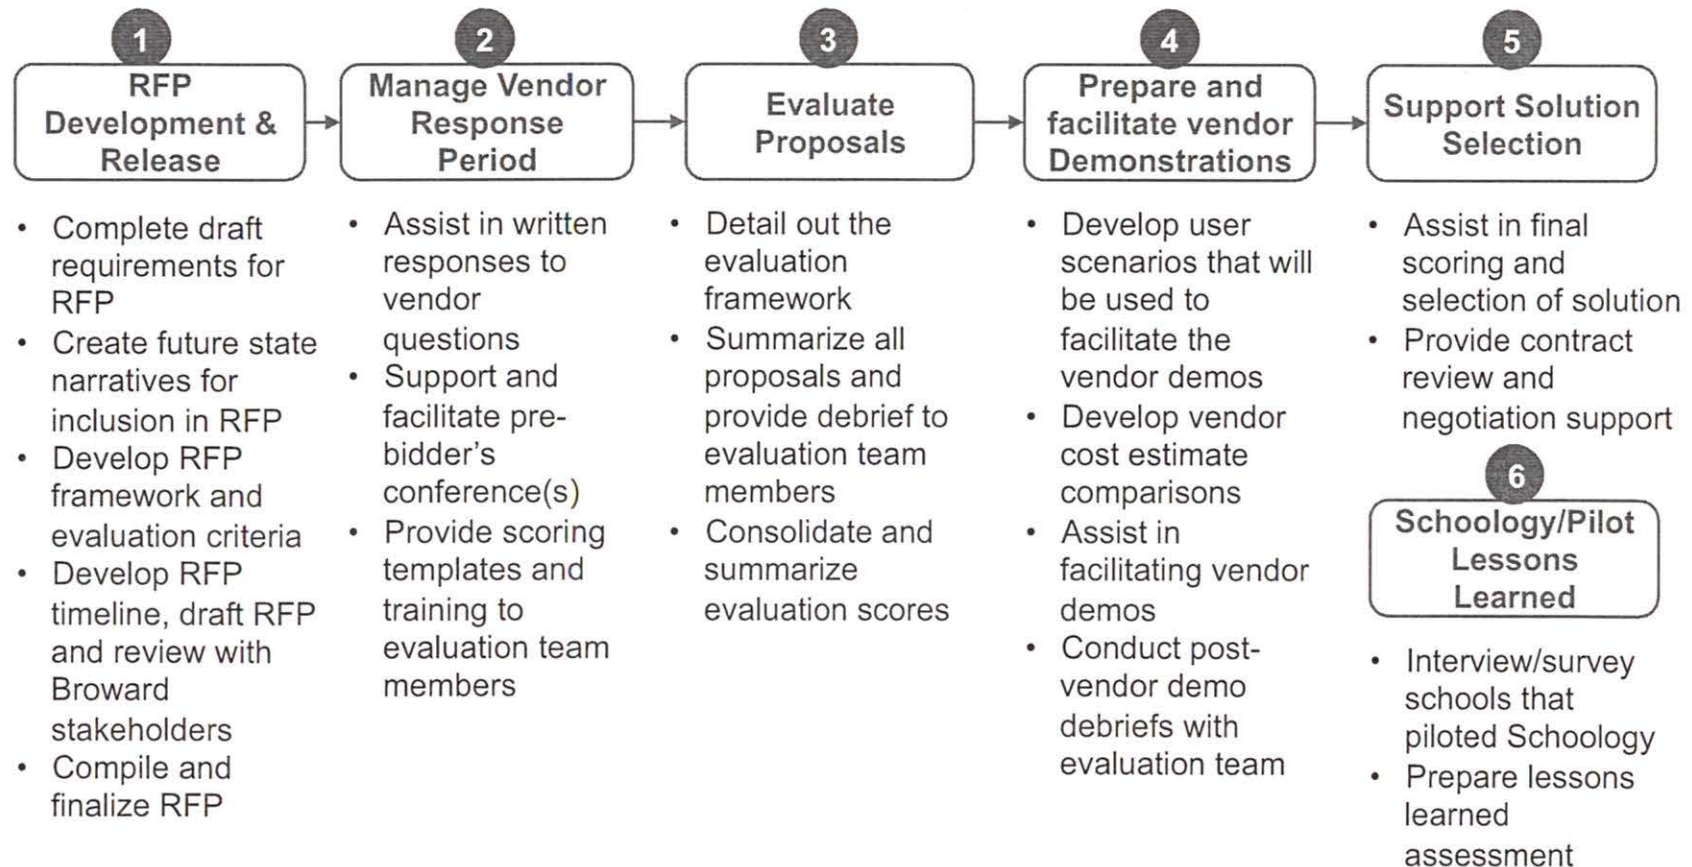 1
RFP
Development &
Release
2
Manage Vendor
Response
Period
3
Evaluate
Proposals
4
Prepare and
facilitate vendor
Demonstrations
5
Support Solution
Selection
• Complete draft
requirements for
RFP
• Create future state
narratives for
inclusion in RFP
• Develop RFP
framework and
evaluation criteria
• Develop RFP
timeline, draft RFP
and review with
Broward
stakeholders
• Compile and
finalize RFP
• Assist in written
responses to
vendor
questions
• Support and
facilitate pre-
bidder’s
conference(s)
• Provide scoring
templates and
training to
evaluation team
members
• Detail out the
evaluation
framework
• Summarize all
proposals and
provide debrief to
evaluation team
members
• Consolidate and
summarize
evaluation scores
• Develop user
scenarios that will
be used to
facilitate the
vendor demos
• Develop vendor
cost estimate
comparisons
• Assist in
facilitating vendor
demos
• Conduct post-
vendor demo
debriefs with
evaluation team
• Assist in final
scoring and
selection of solution
• Provide contract
review and
negotiation support
6
Schoology/Pilot
Lessons
Learned
• Interview/survey
schools that
piloted Schoology
• Prepare lessons
learned
assessment